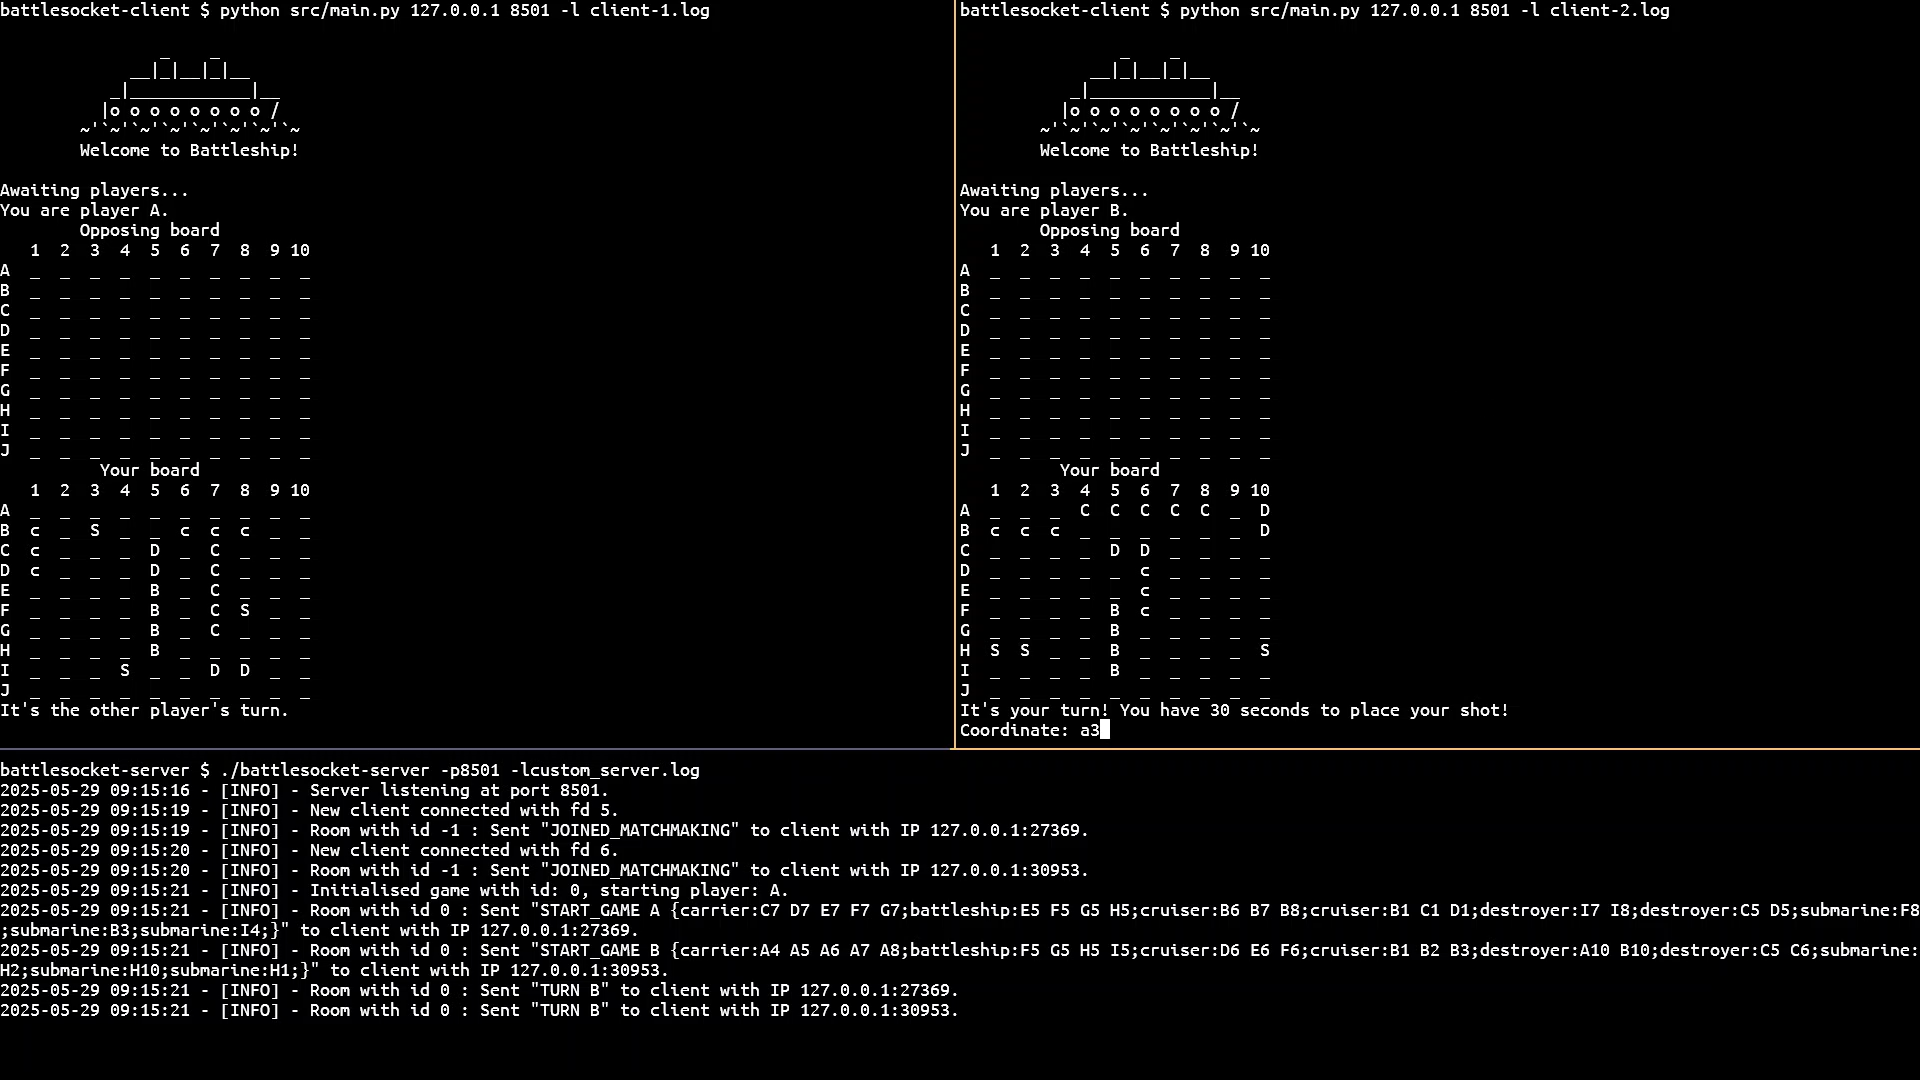 battlesocket-client $ python src/main.py 127.0.0.1 8501 -l client-1.log
             _    _
          __|_|__|_|__
        _|____________|__
       |o o o o o o o o /
     ~'`~'`~'`~'`~'`~'`~'`~
        Welcome to Battleship!
Awaiting players...
You are player A.
        Opposing board
   1  2  3  4  5  6  7  8  9 10
A  _  _  _  _  _  _  _  _  _  _
B  _  _  _  _  _  _  _  _  _  _
C  _  _  _  _  _  _  _  _  _  _
D  _  _  _  _  _  _  _  _  _  _
E  _  _  _  _  _  _  _  _  _  _
F  _  _  _  _  _  _  _  _  _  _
G  _  _  _  _  _  _  _  _  _  _
H  _  _  _  _  _  _  _  _  _  _
I  _  _  _  _  _  _  _  _  _  _
J  _  _  _  _  _  _  _  _  _  _
          Your board
   1  2  3  4  5  6  7  8  9 10
A  _  _  _  _  _  _  _  _  _  _
B  c  _  S  _  _  c  c  c  _  _
C  c  _  _  _  D  _  C  _  _  _
D  c  _  _  _  D  _  C  _  _  _
E  _  _  _  _  B  _  C  _  _  _
F  _  _  _  _  B  _  C  S  _  _
G  _  _  _  _  B  _  C  _  _  _
H  _  _  _  _  B  _  _  _  _  _
I  _  _  _  S  _  _  D  D  _  _
J  _  _  _  _  _  _  _  _  _  _
It's the other player's turn.
battlesocket-client $ python src/main.py 127.0.0.1 8501 -l client-2.log
             _    _
          __|_|__|_|__
        _|____________|__
       |o o o o o o o o /
     ~'`~'`~'`~'`~'`~'`~'`~
        Welcome to Battleship!
Awaiting players...
You are player B.
        Opposing board
   1  2  3  4  5  6  7  8  9 10
A  _  _  _  _  _  _  _  _  _  _
B  _  _  _  _  _  _  _  _  _  _
C  _  _  _  _  _  _  _  _  _  _
D  _  _  _  _  _  _  _  _  _  _
E  _  _  _  _  _  _  _  _  _  _
F  _  _  _  _  _  _  _  _  _  _
G  _  _  _  _  _  _  _  _  _  _
H  _  _  _  _  _  _  _  _  _  _
I  _  _  _  _  _  _  _  _  _  _
J  _  _  _  _  _  _  _  _  _  _
          Your board
   1  2  3  4  5  6  7  8  9 10
A  _  _  _  C  C  C  C  C  _  D
B  c  c  c  _  _  _  _  _  _  D
C  _  _  _  _  D  D  _  _  _  _
D  _  _  _  _  _  c  _  _  _  _
E  _  _  _  _  _  c  _  _  _  _
F  _  _  _  _  B  c  _  _  _  _
G  _  _  _  _  B  _  _  _  _  _
H  S  S  _  _  B  _  _  _  _  S
I  _  _  _  _  B  _  _  _  _  _
J  _  _  _  _  _  _  _  _  _  _
It's your turn! You have 30 seconds to place your shot!
Coordinate: a3
battlesocket-server $ ./battlesocket-server -p8501 -lcustom_server.log
2025-05-29 09:15:16 - [INFO] - Server listening at port 8501.
2025-05-29 09:15:19 - [INFO] - New client connected with fd 5.
2025-05-29 09:15:19 - [INFO] - Room with id -1 : Sent "JOINED_MATCHMAKING" to client with IP 127.0.0.1:27369.
2025-05-29 09:15:20 - [INFO] - New client connected with fd 6.
2025-05-29 09:15:20 - [INFO] - Room with id -1 : Sent "JOINED_MATCHMAKING" to client with IP 127.0.0.1:30953.
2025-05-29 09:15:21 - [INFO] - Initialised game with id: 0, starting player: A.
2025-05-29 09:15:21 - [INFO] - Room with id 0 : Sent "START_GAME A {carrier:C7 D7 E7 F7 G7;battleship:E5 F5 G5 H5;cruiser:B6 B7 B8;cruiser:B1 C1 D1;destroyer:I7 I8;destroyer:C5 D5;submarine:F8
;submarine:B3;submarine:I4;}" to client with IP 127.0.0.1:27369.
2025-05-29 09:15:21 - [INFO] - Room with id 0 : Sent "START_GAME B {carrier:A4 A5 A6 A7 A8;battleship:F5 G5 H5 I5;cruiser:D6 E6 F6;cruiser:B1 B2 B3;destroyer:A10 B10;destroyer:C5 C6;submarine:
H2;submarine:H10;submarine:H1;}" to client with IP 127.0.0.1:30953.
2025-05-29 09:15:21 - [INFO] - Room with id 0 : Sent "TURN B" to client with IP 127.0.0.1:27369.
2025-05-29 09:15:21 - [INFO] - Room with id 0 : Sent "TURN B" to client with IP 127.0.0.1:30953.